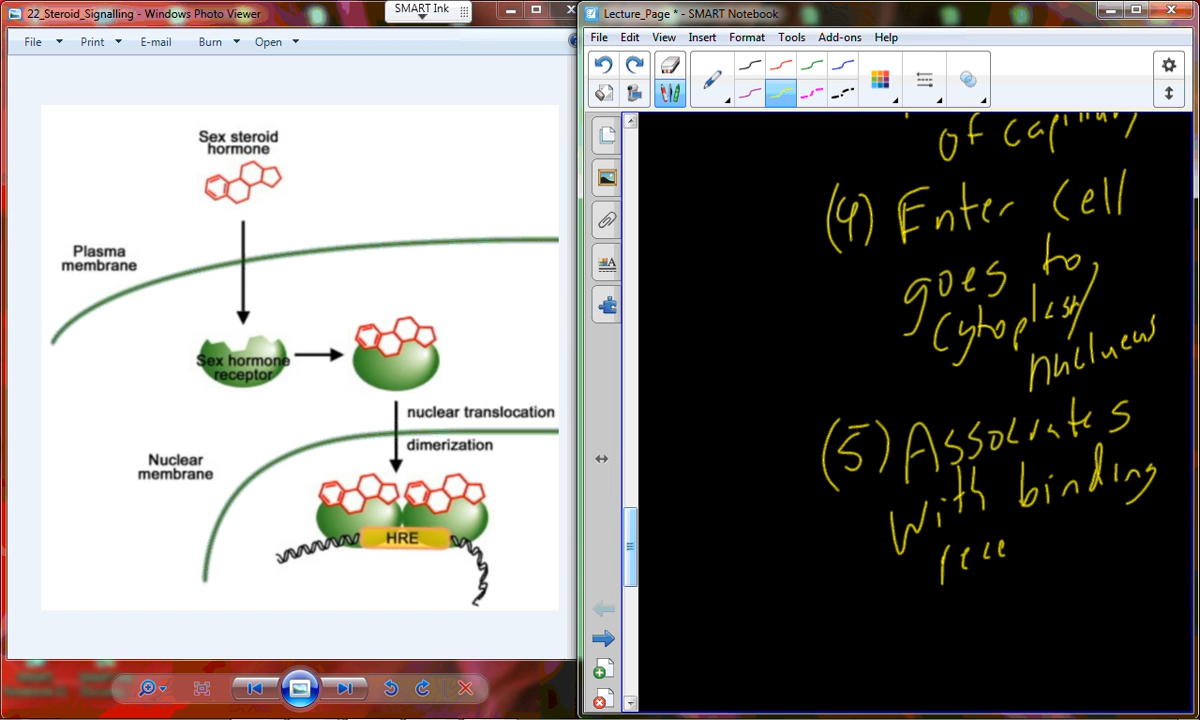 22_Steroid_Signalling - Windows Photo Viewer
SMART Ink
File
Print
E-mail
Burn
Open
Sex steroid
hormone
Plasma
membrane
Sex hormone
receptor
nuclear translocation
dimerization
Nuclear
membrane
HRE
Lecture_Page * - SMART Notebook
File Edit View Insert Format Tools Add-ons Help
of capillary
(4) Enter cell
goes to
cytoplasm,
nuclueus
(5) Associates
with binding
rece